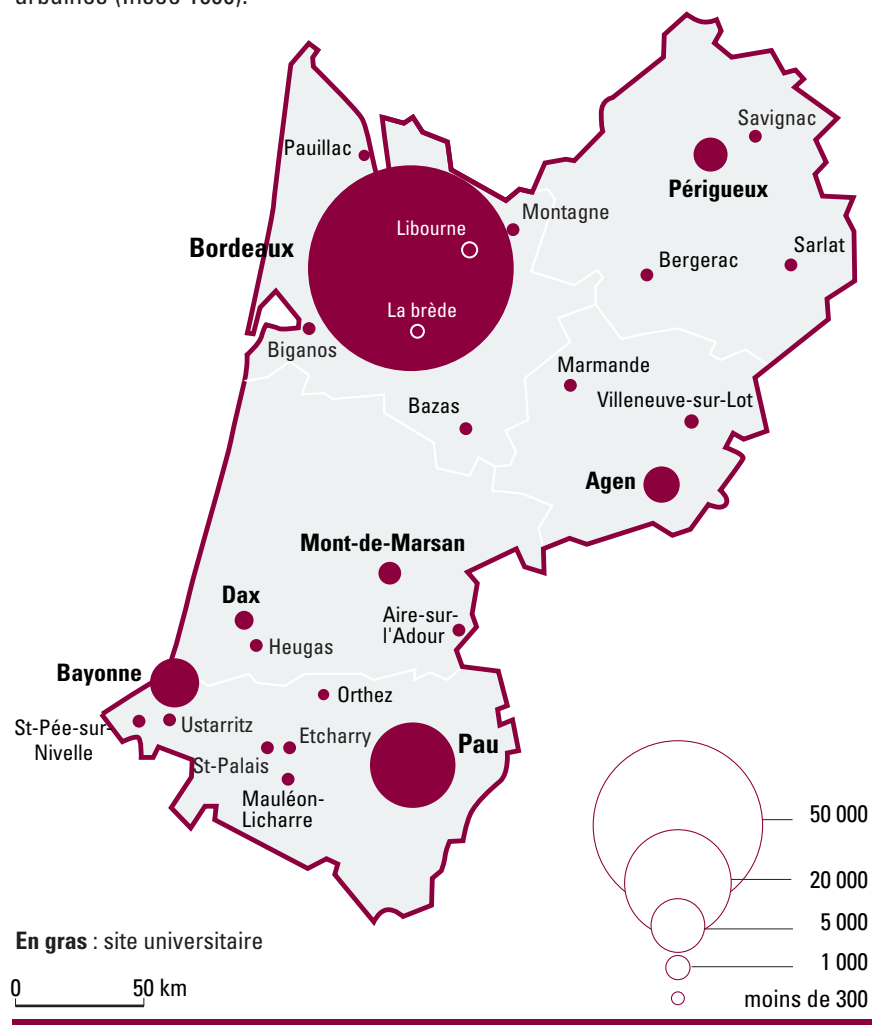 urbaines
Savignac
Pauillac
Périgueux
Montagne
Libourne
Bordeaux
Sarlat
Bergerac
La brède
Biganos
Marmande
Villeneuve-sur-Lot
Bazas
Agen
Mont-de-Marsan
Dax
Aire-sur-
l'Adour
Heugas
Bayonne
Orthez
St-Pée-sur-
Nivelle
Ustarritz
Etcharry
Pau
St-Palais
Mauléon-
Licharre
50 000
20 000
5 000
1 000
moins de 300
En gras : site universitaire
0 50 km